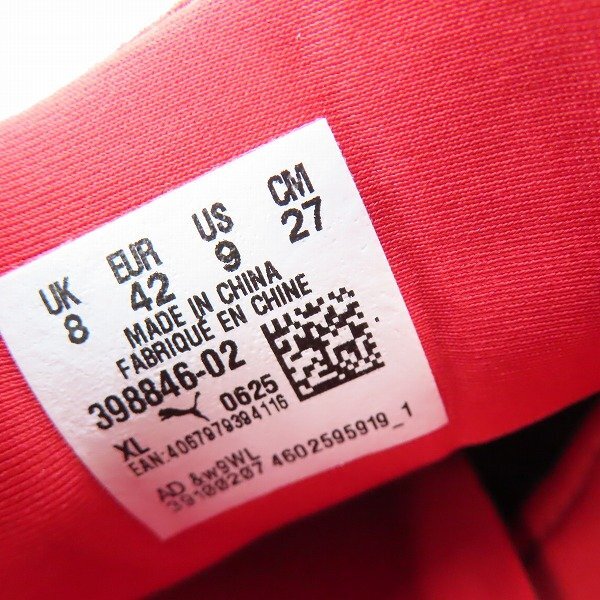 UK EUR US CM
8 42 9 27
MADE IN CHINA
FABRIQUÉ EN CHINE
398846-02
XL 0625
EAN:4067979394116
AD &w9WL
39100207 4602595919_1